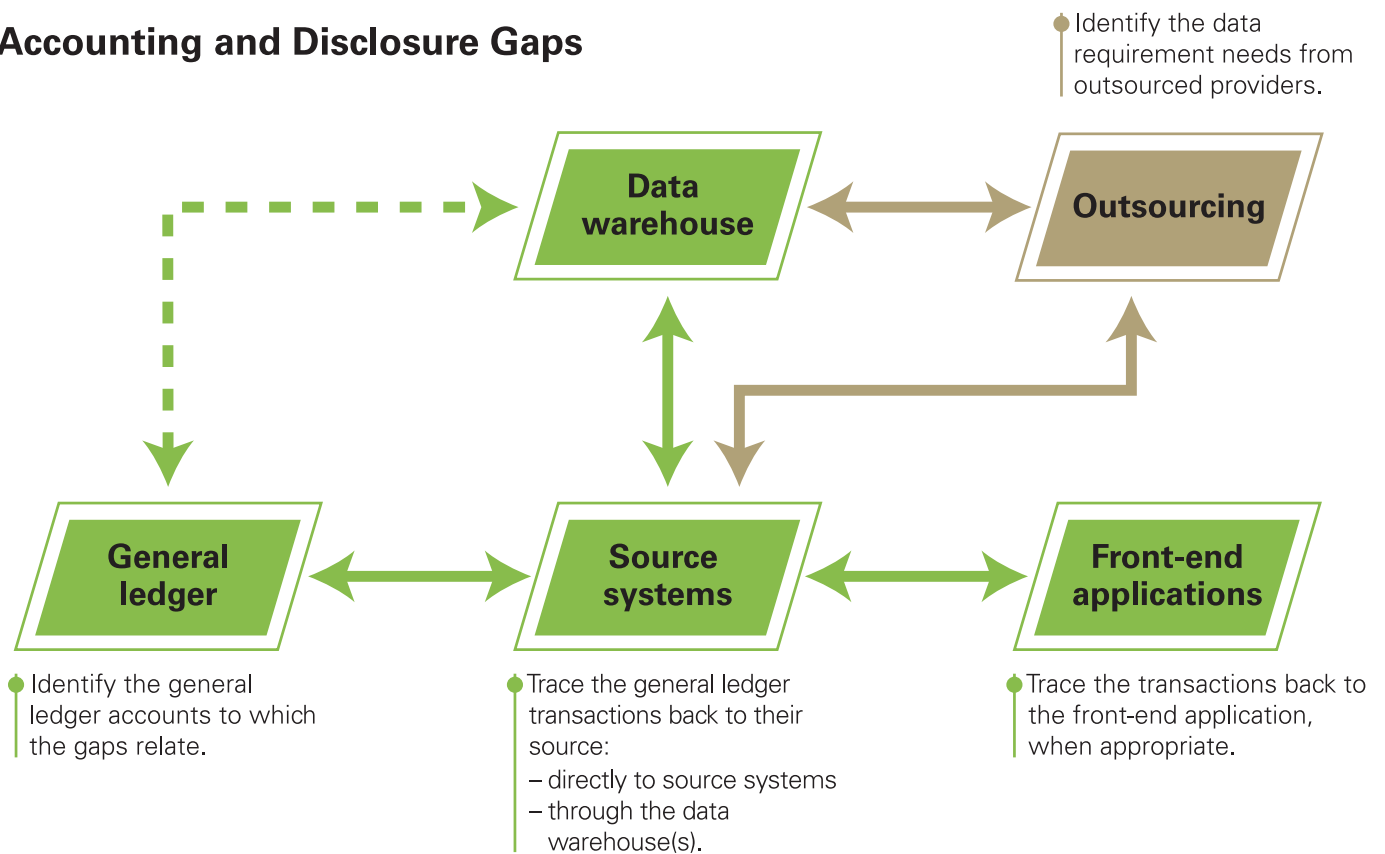 Accounting and Disclosure Gaps
Identify the data
requirement needs from
outsourced providers.
Data
warehouse
Outsourcing
General
ledger
Source
systems
Front-end
applications
Identify the general
ledger accounts to which
the gaps relate.
Trace the general ledger
transactions back to their
source:
– directly to source systems
– through the data
warehouse(s).
Trace the transactions back to
the front-end application,
when appropriate.